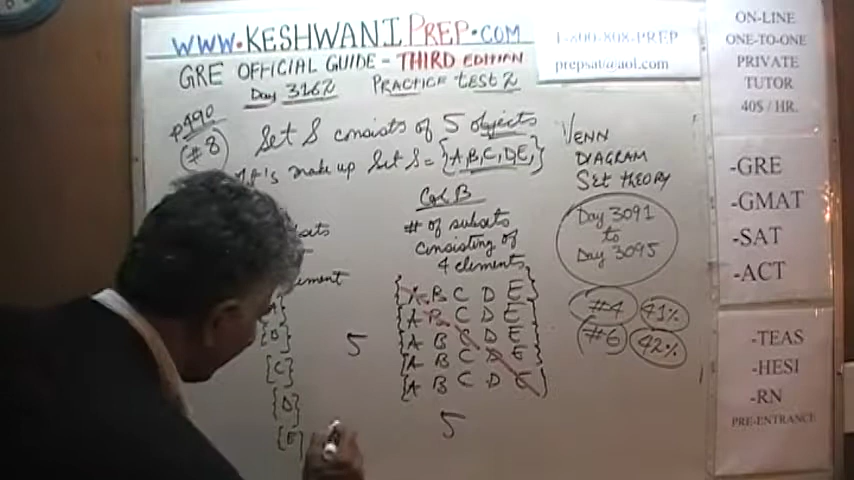 WWW.KESHWANIPREP.COM
GRE OFFICIAL GUIDE - THIRD EDITION
Day 3162 PRACTICE test 2
p490
#8
Set S consists of 5 objects
make up Set S = {A,B,C,D,E,}
Col B
# of subsets
consisting of
4 elements
{A B C D E}
{A B C D E}
{A B C D E}
{A B C D E}
{A B C D E}
5
5
[C]
[D]
[E]
VENN
DIAGRAM
Set theory
Day 3091
to
Day 3095
#4 41%
#6 42%
1-800-808-PREP
prepsat@aol.com
ON-LINE
ONE-TO-ONE
PRIVATE
TUTOR
40$ / HR.
-GRE
-GMAT
-SAT
-ACT
-TEAS
-HESI
-RN
PRE-ENTRANCE